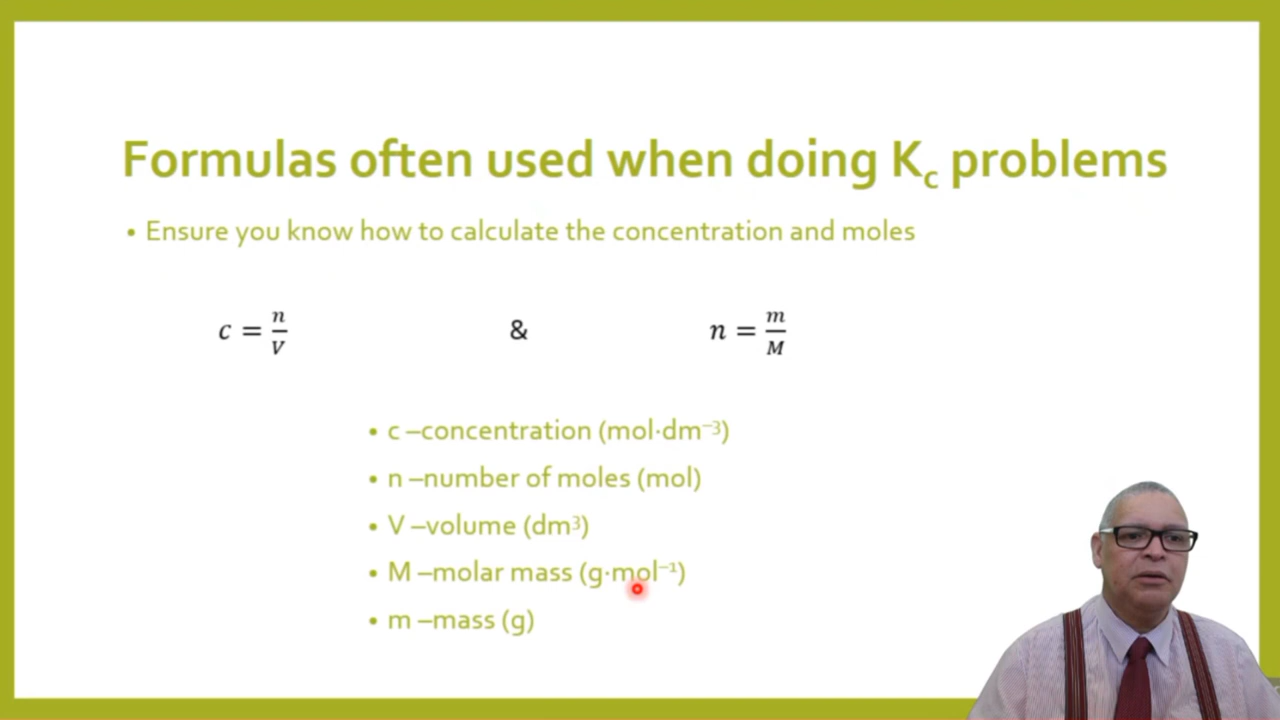 Formulas often used when doing Kc problems
• Ensure you know how to calculate the concentration and moles
c = n/V & n = m/M
• c –concentration (mol·dm⁻³)
• n –number of moles (mol)
• V –volume (dm³)
• M –molar mass (g·mol⁻¹)
• m –mass (g)